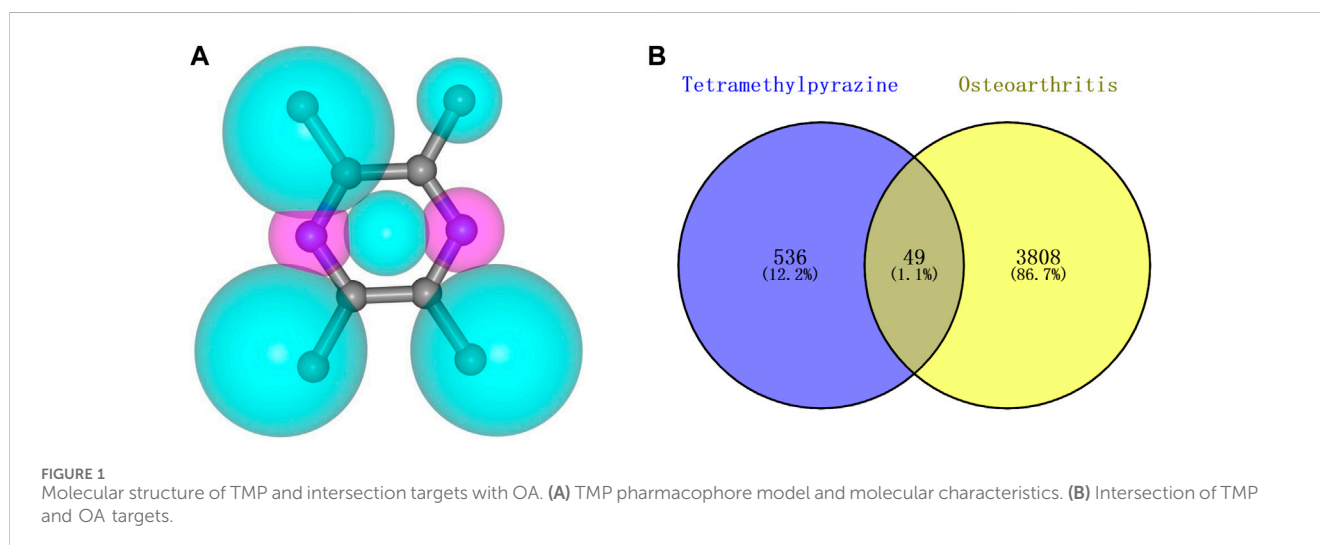 A
B
Tetramethylpyrazine
Osteoarthritis
536
(12.2%)
49
(1.1%)
3808
(86.7%)
FIGURE 1
Molecular structure of TMP and intersection targets with OA. (A) TMP pharmacophore model and molecular characteristics. (B) Intersection of TMP
and OA targets.